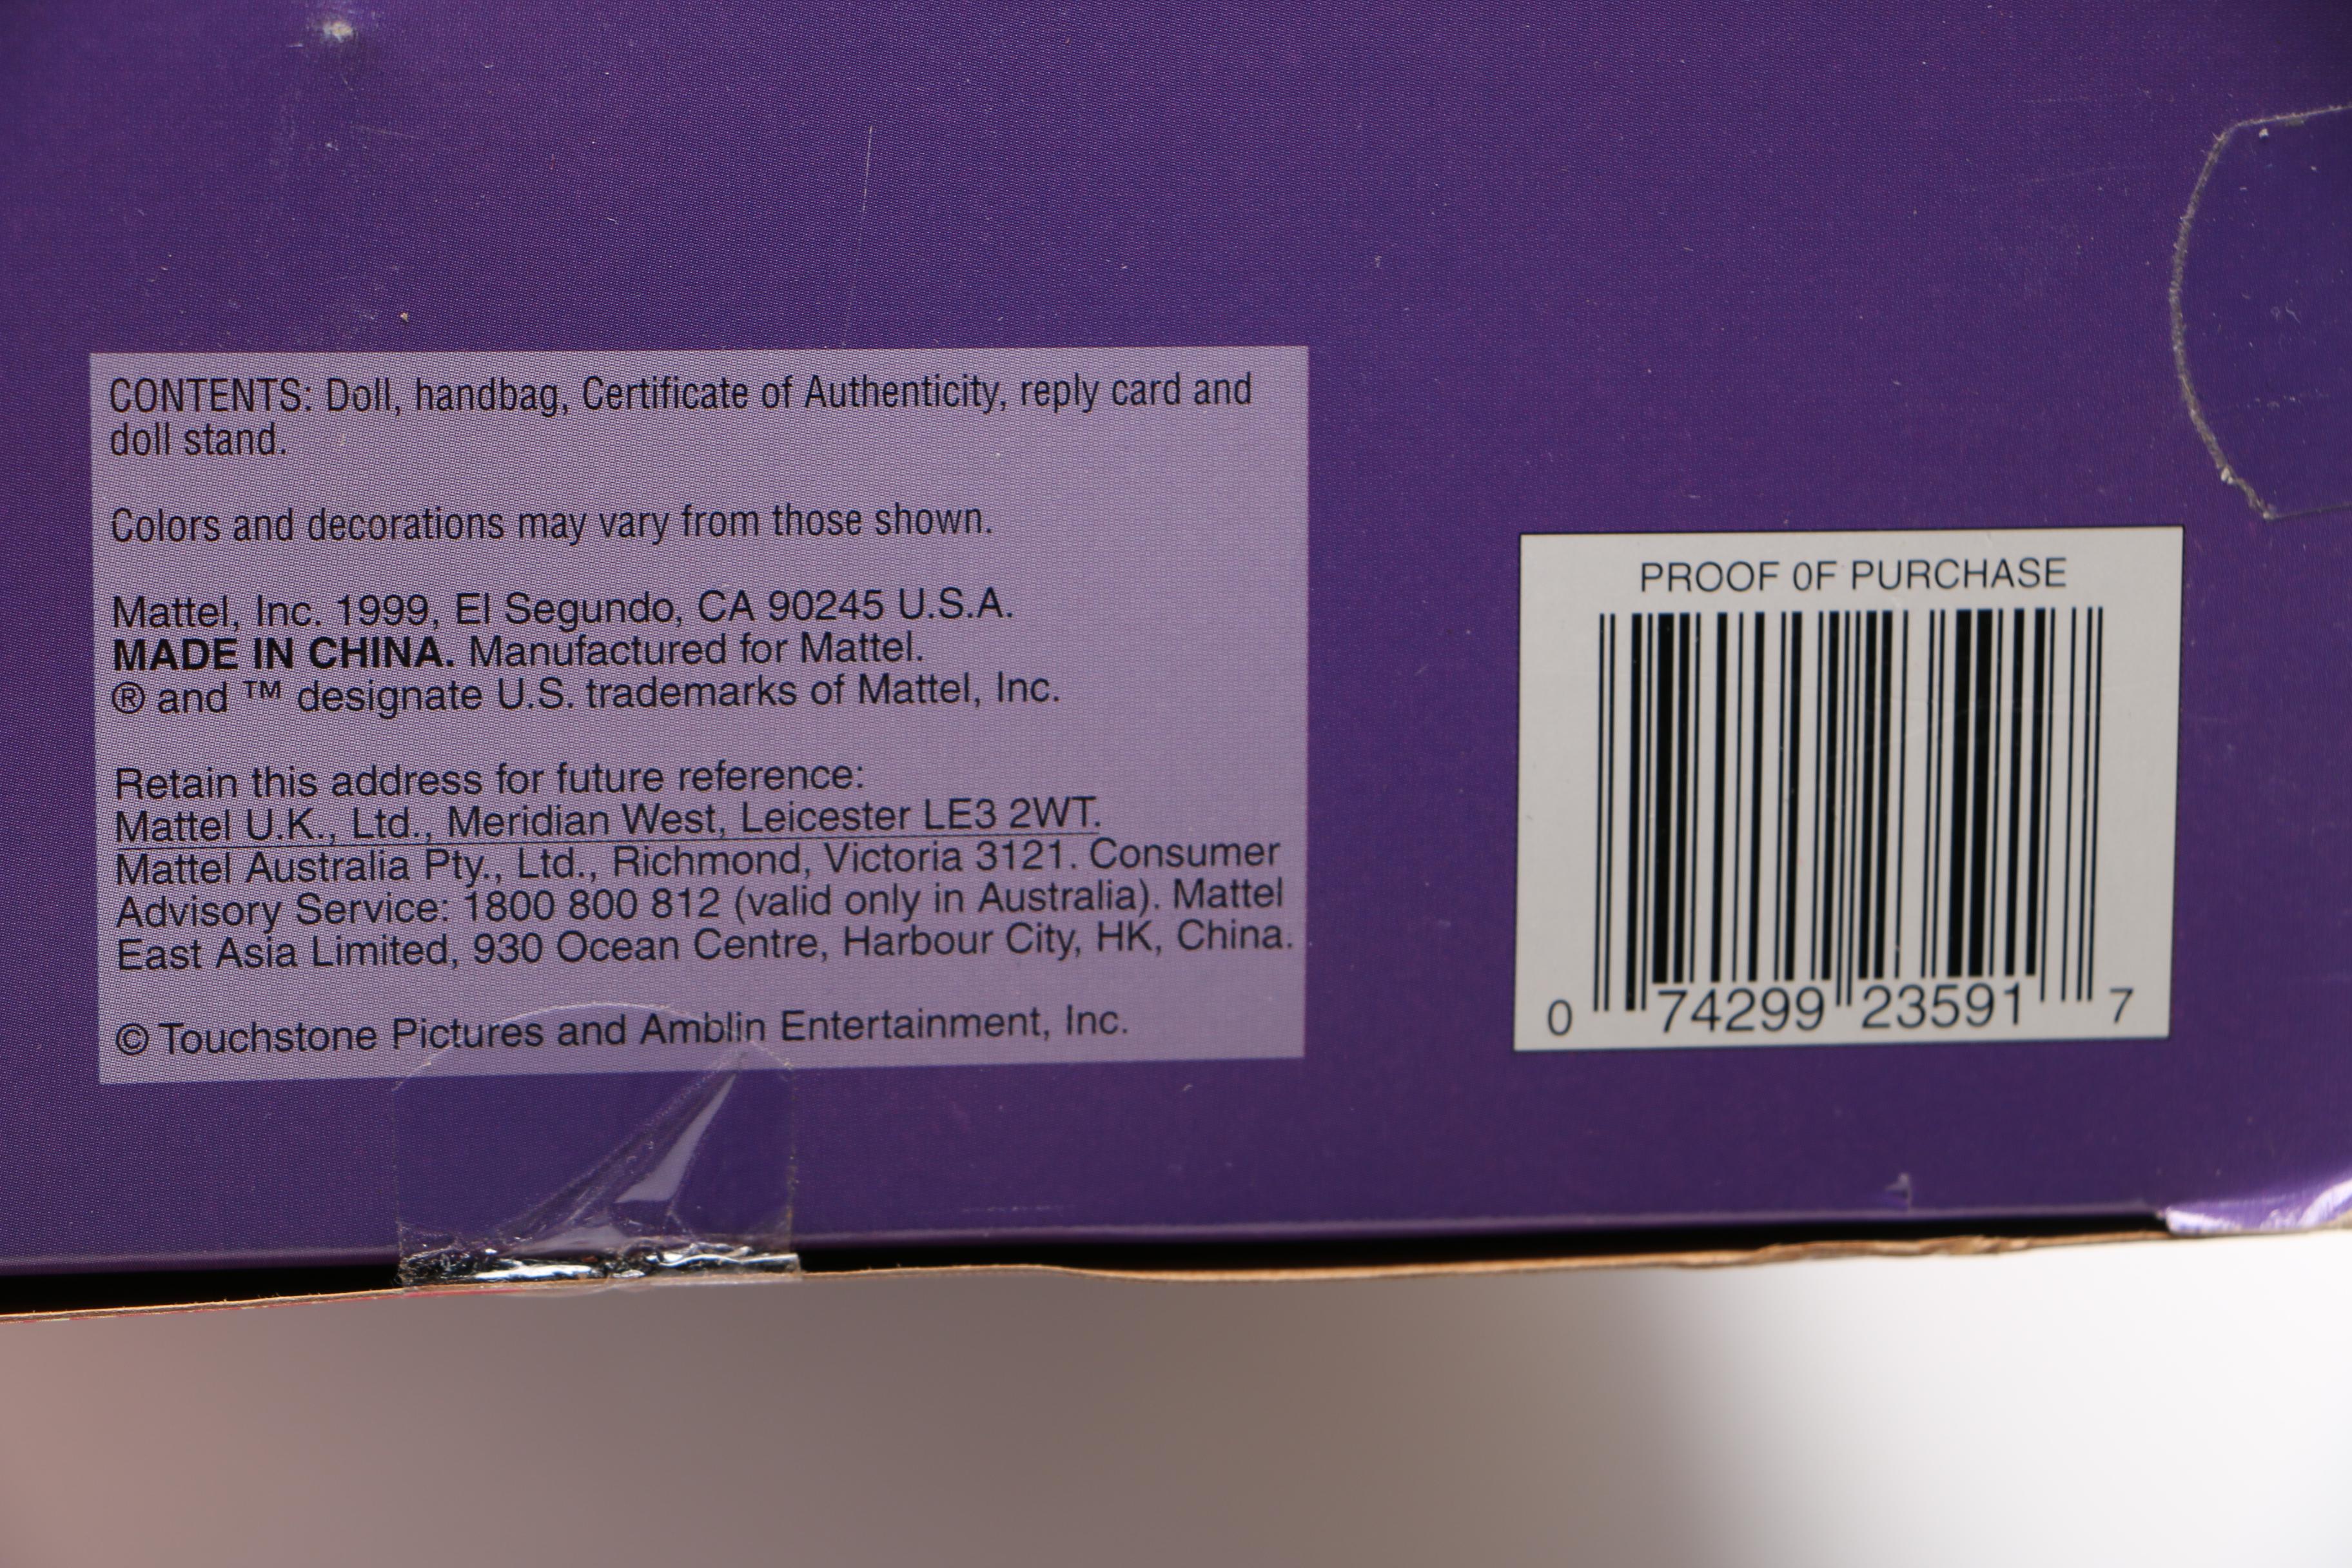 CONTENTS: Doll, handbag, Certificate of Authenticity, reply card and
doll stand.
Colors and decorations may vary from those shown.
Mattel, Inc. 1999, El Segundo, CA 90245 U.S.A.
MADE IN CHINA. Manufactured for Mattel.
® and ™ designate U.S. trademarks of Mattel, Inc.
Retain this address for future reference:
Mattel U.K., Ltd., Meridian West, Leicester LE3 2WT.
Mattel Australia Pty., Ltd., Richmond, Victoria 3121. Consumer
Advisory Service: 1800 800 812 (valid only in Australia). Mattel
East Asia Limited, 930 Ocean Centre, Harbour City, HK, China.
© Touchstone Pictures and Amblin Entertainment, Inc.
PROOF 0F PURCHASE
0 74299 23591 7